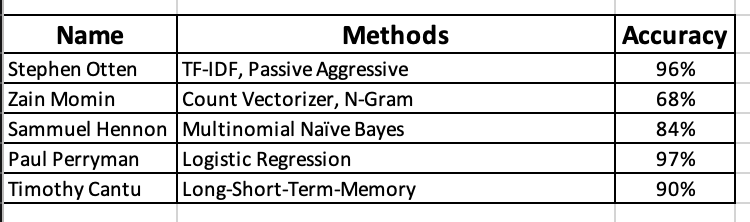 Name Methods Accuracy
Stephen Otten TF-IDF, Passive Aggressive 96%
Zain Momin Count Vectorizer, N-Gram 68%
Sammuel Hennon Multinomial Naïve Bayes 84%
Paul Perryman Logistic Regression 97%
Timothy Cantu Long-Short-Term-Memory 90%